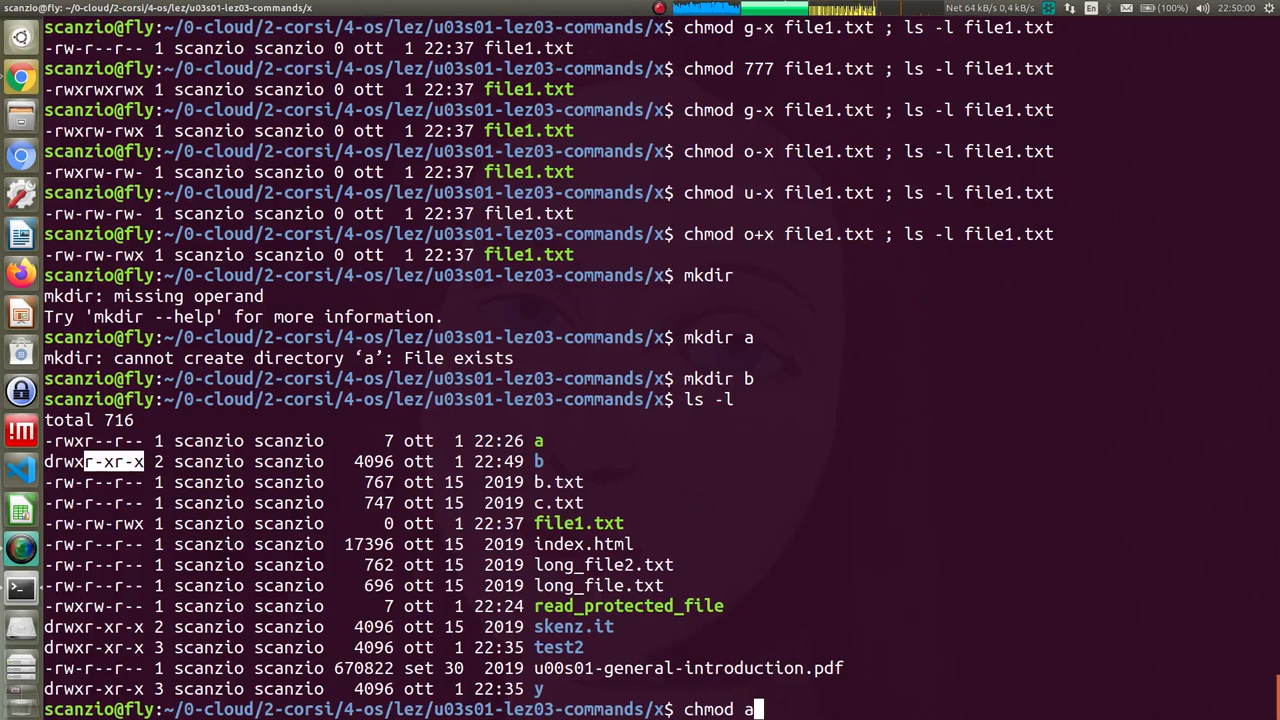 scanzio@fly: ~/0-cloud/2-corsi/4-os/lez/u03s01-lez03-commands/x Net 64 kB/s 0,4 kB/s En (100%) 22:50:00
scanzio@fly:~/0-cloud/2-corsi/4-os/lez/u03s01-lez03-commands/x$ chmod g-x file1.txt ; ls -l file1.txt
-rw-r--r-- 1 scanzio scanzio 0 ott  1 22:37 file1.txt
scanzio@fly:~/0-cloud/2-corsi/4-os/lez/u03s01-lez03-commands/x$ chmod 777 file1.txt ; ls -l file1.txt
-rwxrwxrwx 1 scanzio scanzio 0 ott  1 22:37 file1.txt
scanzio@fly:~/0-cloud/2-corsi/4-os/lez/u03s01-lez03-commands/x$ chmod g-x file1.txt ; ls -l file1.txt
-rwxrw-rwx 1 scanzio scanzio 0 ott  1 22:37 file1.txt
scanzio@fly:~/0-cloud/2-corsi/4-os/lez/u03s01-lez03-commands/x$ chmod o-x file1.txt ; ls -l file1.txt
-rwxrw-rw- 1 scanzio scanzio 0 ott  1 22:37 file1.txt
scanzio@fly:~/0-cloud/2-corsi/4-os/lez/u03s01-lez03-commands/x$ chmod u-x file1.txt ; ls -l file1.txt
-rw-rw-rw- 1 scanzio scanzio 0 ott  1 22:37 file1.txt
scanzio@fly:~/0-cloud/2-corsi/4-os/lez/u03s01-lez03-commands/x$ chmod o+x file1.txt ; ls -l file1.txt
-rw-rw-rwx 1 scanzio scanzio 0 ott  1 22:37 file1.txt
scanzio@fly:~/0-cloud/2-corsi/4-os/lez/u03s01-lez03-commands/x$ mkdir
mkdir: missing operand
Try 'mkdir --help' for more information.
scanzio@fly:~/0-cloud/2-corsi/4-os/lez/u03s01-lez03-commands/x$ mkdir a
mkdir: cannot create directory ‘a’: File exists
scanzio@fly:~/0-cloud/2-corsi/4-os/lez/u03s01-lez03-commands/x$ mkdir b
scanzio@fly:~/0-cloud/2-corsi/4-os/lez/u03s01-lez03-commands/x$ ls -l
total 716
-rwxr--r-- 1 scanzio scanzio      7 ott  1 22:26 a
drwxr-xr-x 2 scanzio scanzio   4096 ott  1 22:49 b
-rw-r--r-- 1 scanzio scanzio    767 ott 15  2019 b.txt
-rw-r--r-- 1 scanzio scanzio    747 ott 15  2019 c.txt
-rw-rw-rwx 1 scanzio scanzio      0 ott  1 22:37 file1.txt
-rw-r--r-- 1 scanzio scanzio  17396 ott 15  2019 index.html
-rw-r--r-- 1 scanzio scanzio    762 ott 15  2019 long_file2.txt
-rw-r--r-- 1 scanzio scanzio    696 ott 15  2019 long_file.txt
-rwxrw-r-- 1 scanzio scanzio      7 ott  1 22:24 read_protected_file
drwxr-xr-x 2 scanzio scanzio   4096 ott 15  2019 skenz.it
drwxr-xr-x 3 scanzio scanzio   4096 ott  1 22:35 test2
-rw-r--r-- 1 scanzio scanzio 670822 set 30  2019 u00s01-general-introduction.pdf
drwxr-xr-x 3 scanzio scanzio   4096 ott  1 22:35 y
scanzio@fly:~/0-cloud/2-corsi/4-os/lez/u03s01-lez03-commands/x$ chmod a